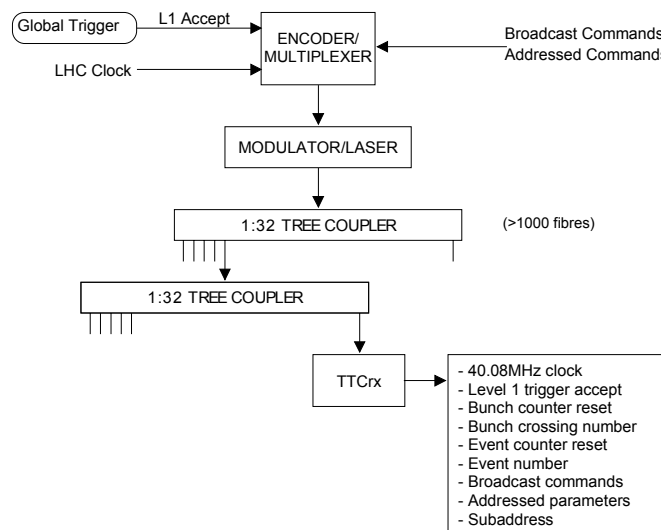 Global Trigger
L1 Accept
ENCODER/
MULTIPLEXER
Broadcast Commands
Addressed Commands
LHC Clock
MODULATOR/LASER
1:32 TREE COUPLER
(>1000 fibres)
1:32 TREE COUPLER
TTCrx
- 40.08MHz clock
- Level 1 trigger accept
- Bunch counter reset
- Bunch crossing number
- Event counter reset
- Event number
- Broadcast commands
- Addressed parameters
- Subaddress